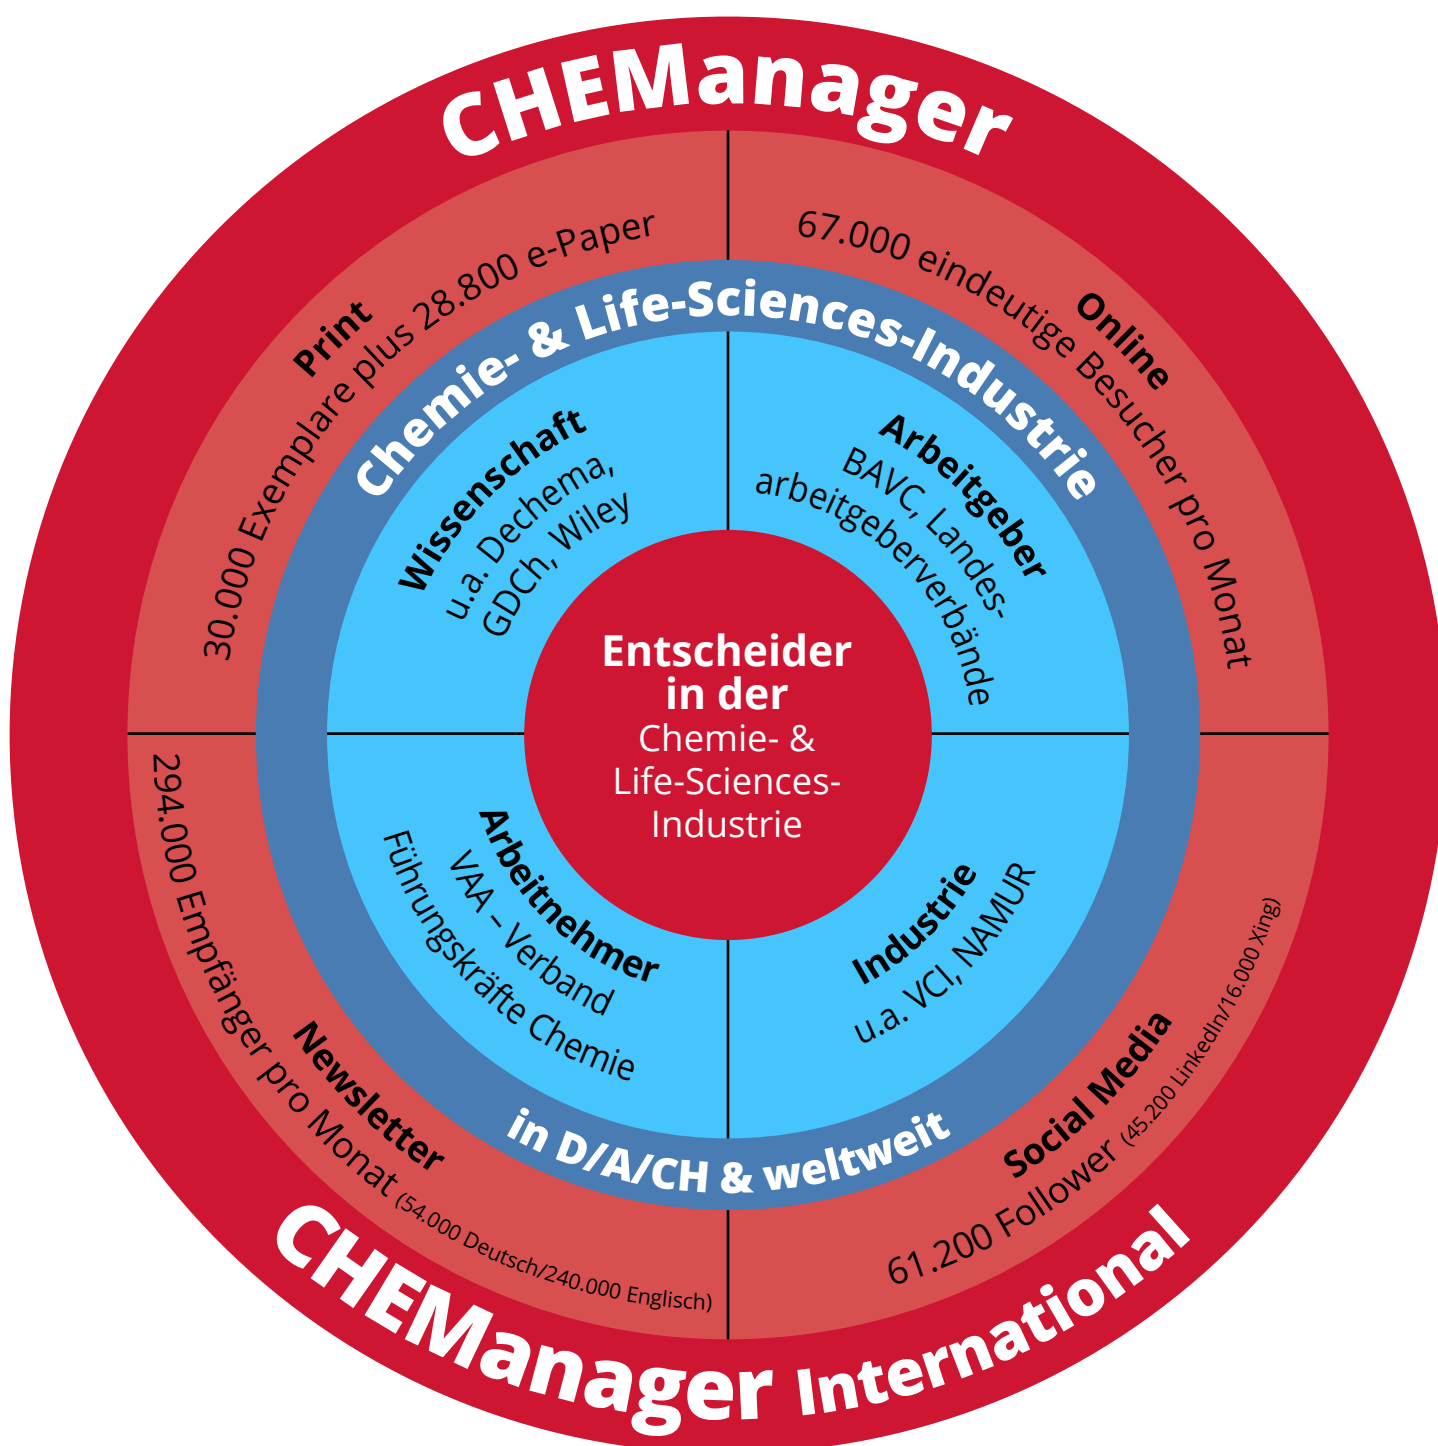 CHEManager
Print
30.000 Exemplare plus 28.800 e-Paper
Online
67.000 eindeutige Besucher pro Monat
Chemie- & Life-Sciences-Industrie
Wissenschaft
u.a. Dechema,
GDCh, Wiley
Arbeitgeber
BAVC, Landes-
arbeitgeberverbände
Entscheider
in der
Chemie- &
Life-Sciences-
Industrie
Arbeitnehmer
VAA – Verband
Führungskräfte Chemie
Industrie
u.a. VCI, NAMUR
in D/A/CH & weltweit
Newsletter
294.000 Empfänger pro Monat (54.000 Deutsch/240.000 Englisch)
Social Media
61.200 Follower (45.200 LinkedIn/16.000 Xing)
CHEManager International